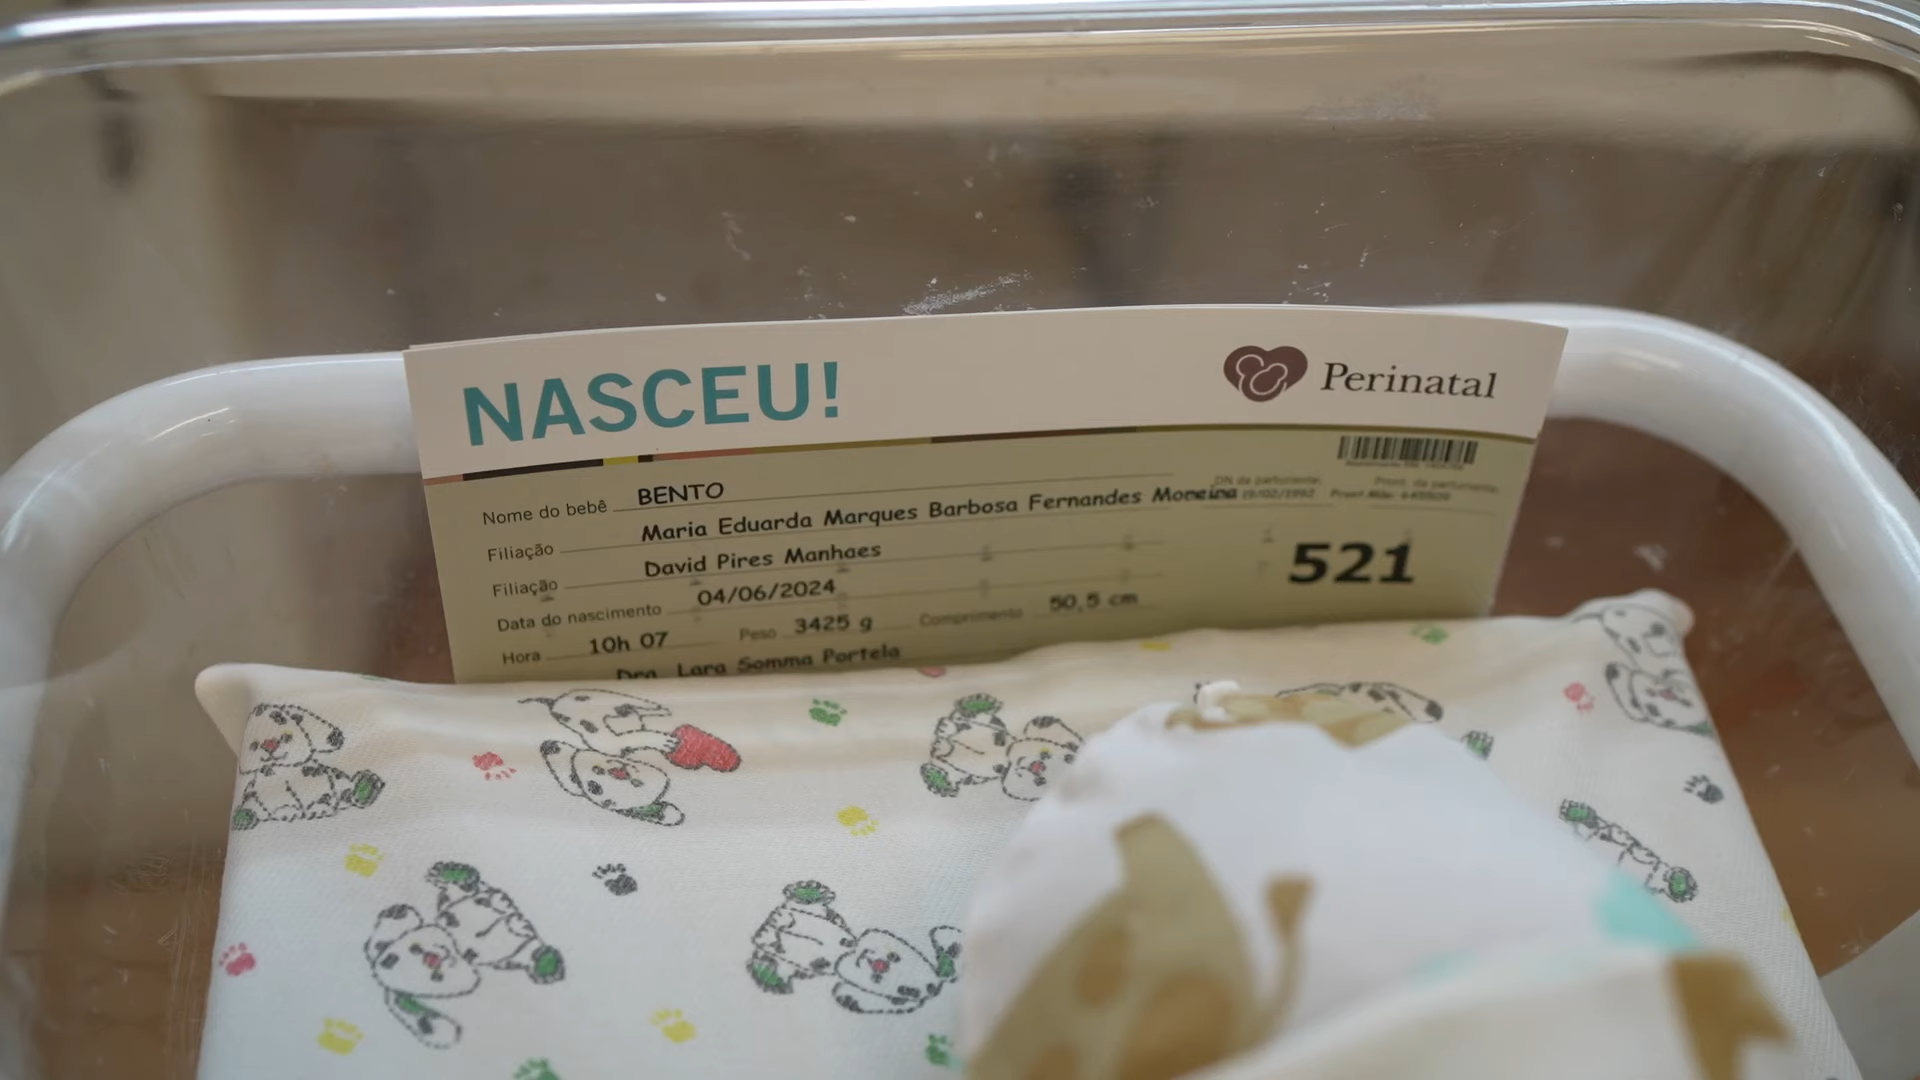 NASCEU!
Perinatal
Nome do bebê BENTO
Filiação Maria Eduarda Marques Barbosa Fernandes Moreira
Filiação David Pires Manhaes
Data do nascimento 04/06/2024
521
Hora 10h 07 Peso 3425 g Comprimento 50,5 cm
Dra. Lara Somma Portela